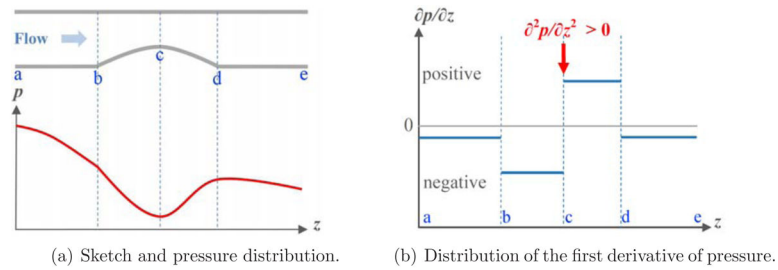 Flow
a b c d e
p
z
(a) Sketch and pressure distribution.
∂p/∂z
∂²p/∂z² > 0
positive
0
negative
a b c d e
z
(b) Distribution of the first derivative of pressure.